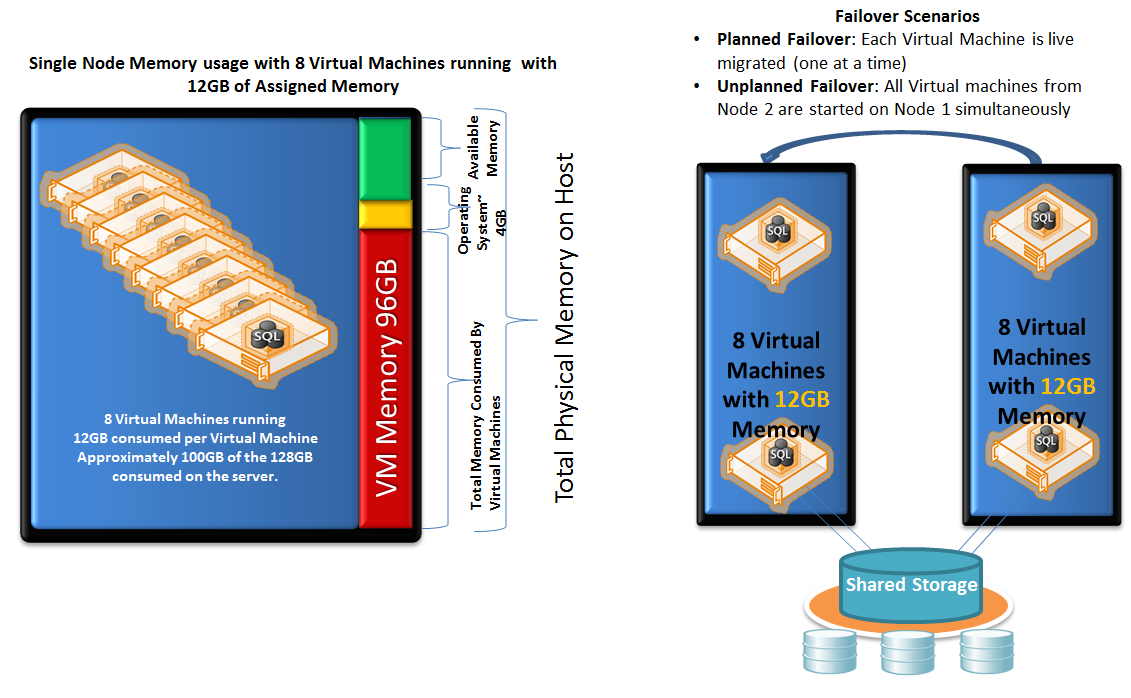 Single Node Memory usage with 8 Virtual Machines running with
12GB of Assigned Memory
SQL
8 Virtual Machines running
12GB consumed per Virtual Machine
Approximately 100GB of the 128GB
consumed on the server.
VM Memory 96GB
Available
Memory
Operating
System~
4GB
Total Memory Consumed By
Virtual Machines
Total Physical Memory on Host
Failover Scenarios
• Planned Failover: Each Virtual Machine is live
migrated (one at a time)
• Unplanned Failover: All Virtual machines from
Node 2 are started on Node 1 simultaneously
SQL
8 Virtual
Machines
with 12GB
Memory
SQL
SQL
8 Virtual
Machines
with 12GB
Memory
SQL
Shared Storage